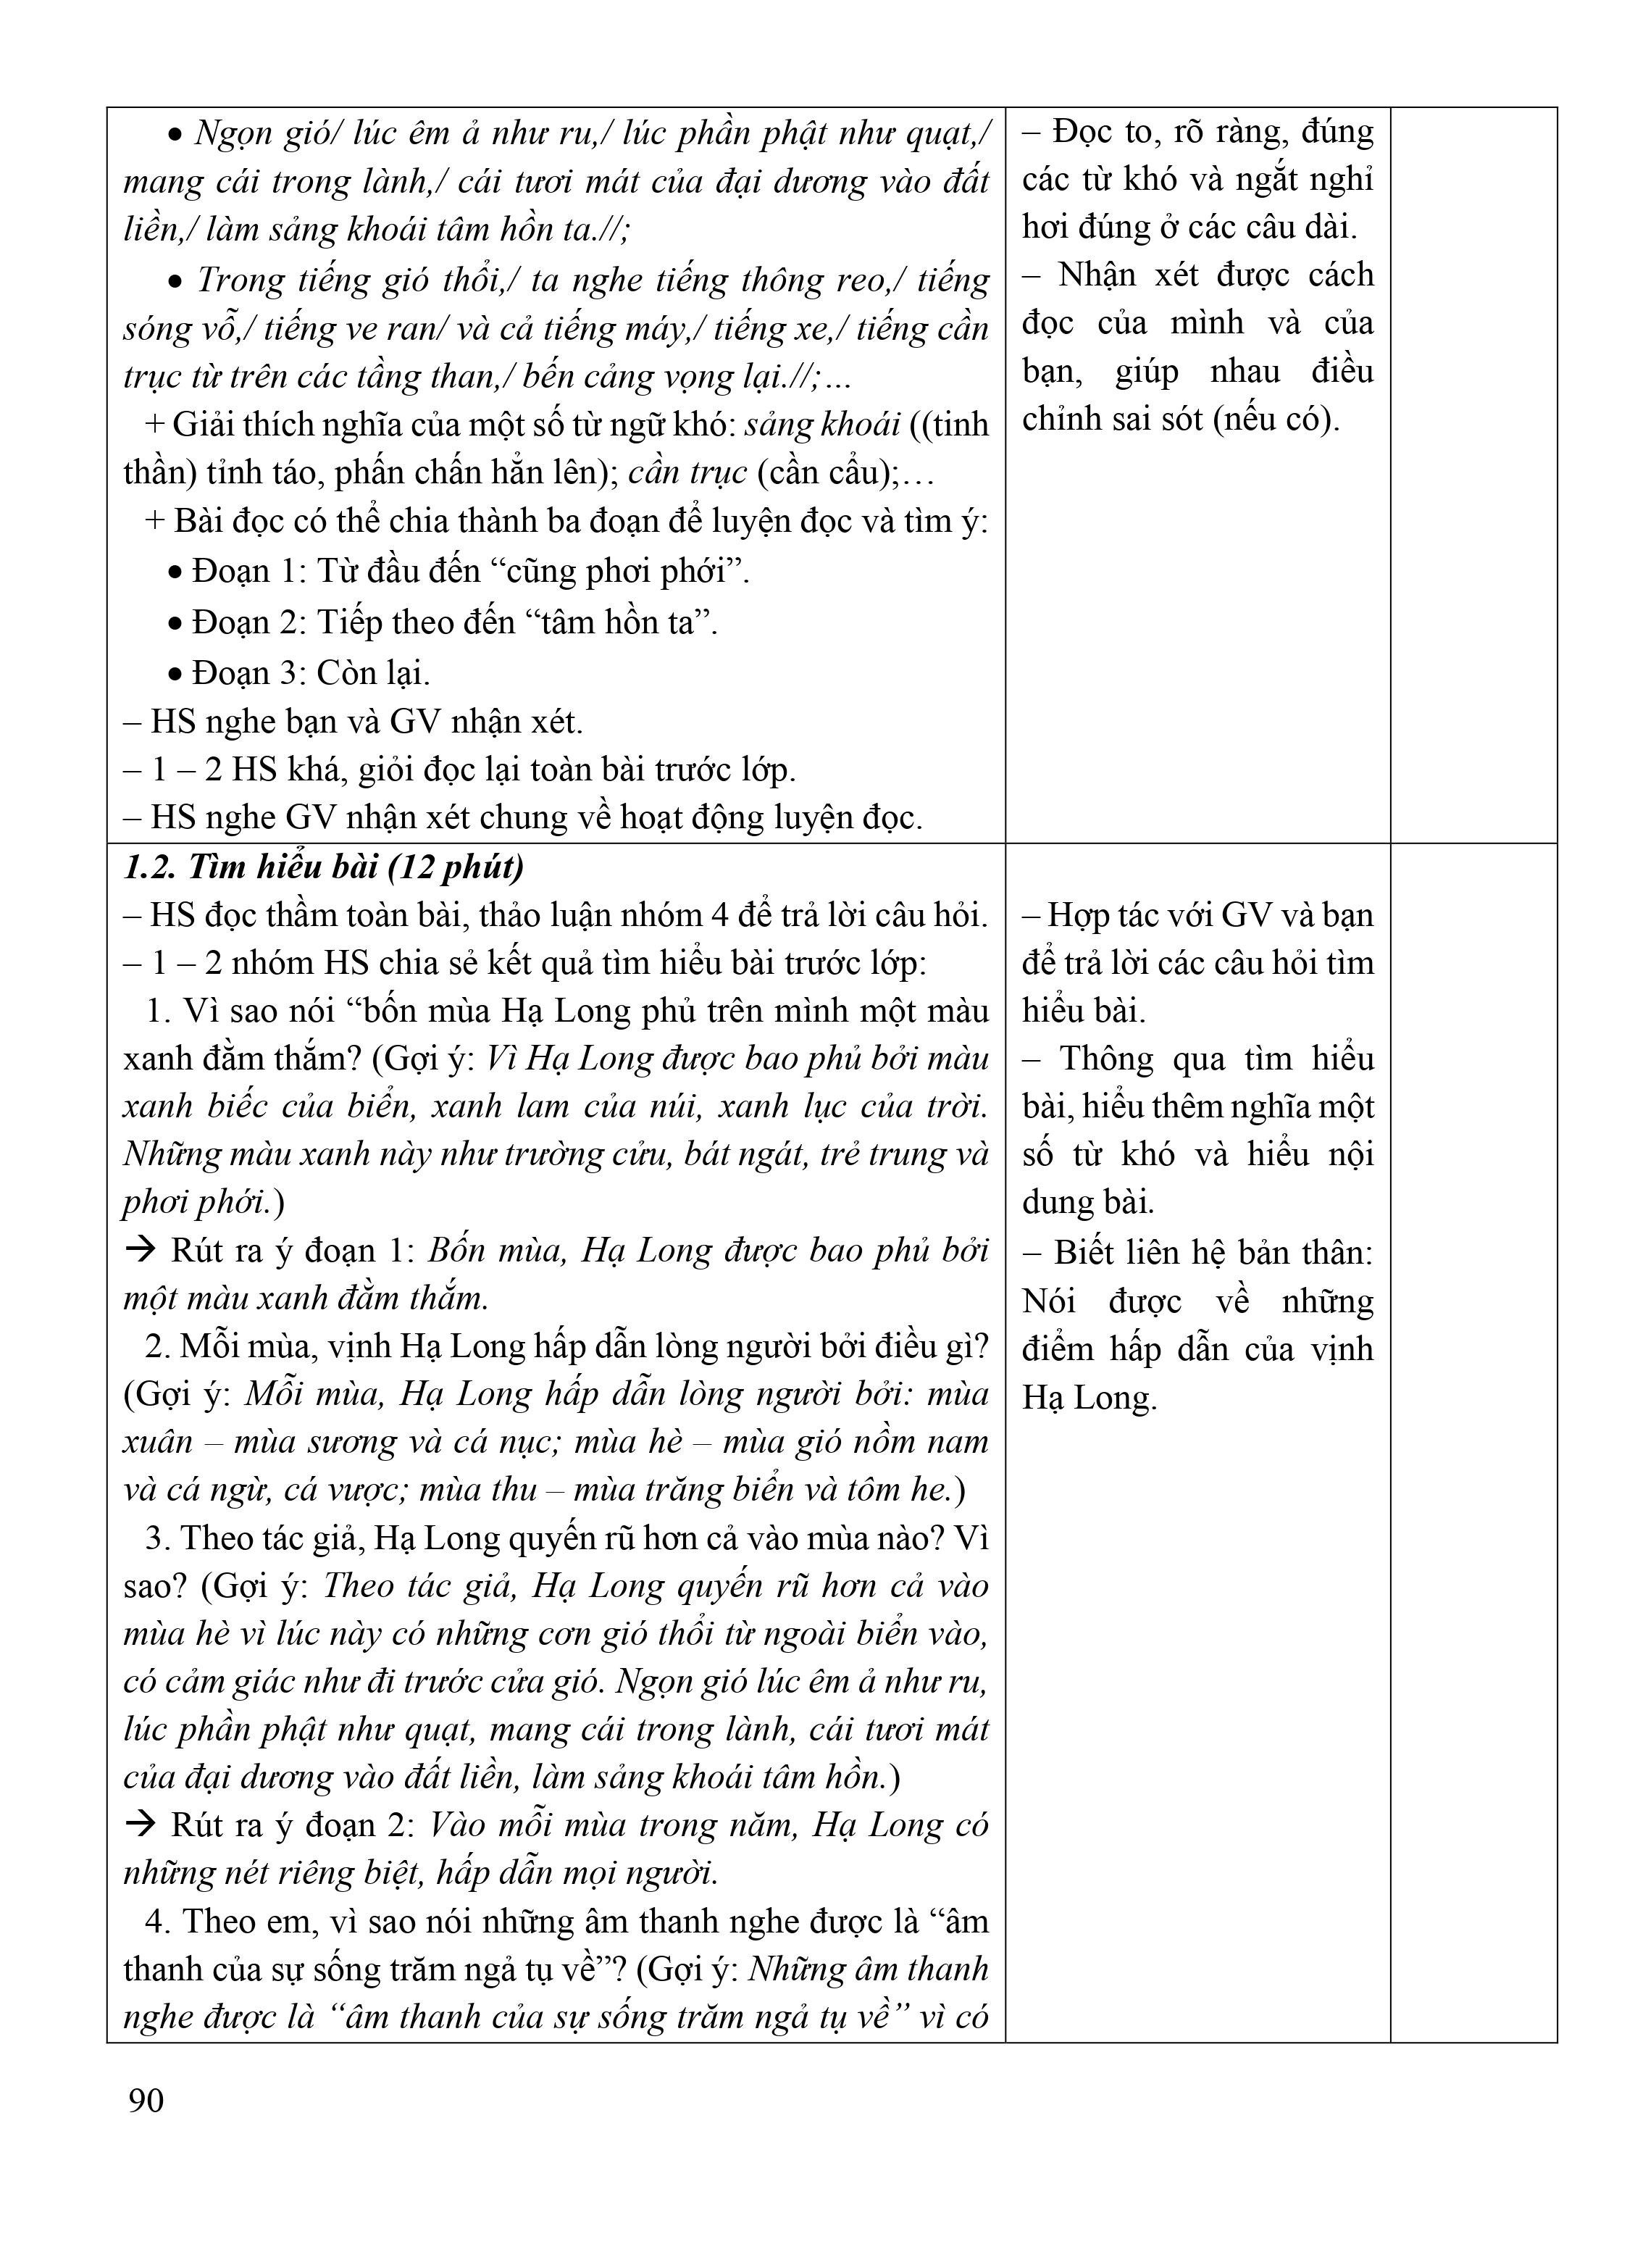 • Ngọn gió/ lúc êm ả như ru,/ lúc phần phật như quạt,/
mang cái trong lành,/ cái tươi mát của đại dương vào đất
liền,/ làm sảng khoái tâm hồn ta.//;
• Trong tiếng gió thổi,/ ta nghe tiếng thông reo,/ tiếng
sóng vỗ,/ tiếng ve ran/ và cả tiếng máy,/ tiếng xe,/ tiếng cần
trục từ trên các tầng than,/ bến cảng vọng lại.//;…
+ Giải thích nghĩa của một số từ ngữ khó: sảng khoái ((tinh
thần) tỉnh táo, phấn chấn hẳn lên); cần trục (cần cẩu);…
+ Bài đọc có thể chia thành ba đoạn để luyện đọc và tìm ý:
• Đoạn 1: Từ đầu đến “cũng phơi phới”.
• Đoạn 2: Tiếp theo đến “tâm hồn ta”.
• Đoạn 3: Còn lại.
– HS nghe bạn và GV nhận xét.
– 1 – 2 HS khá, giỏi đọc lại toàn bài trước lớp.
– HS nghe GV nhận xét chung về hoạt động luyện đọc.
– Đọc to, rõ ràng, đúng
các từ khó và ngắt nghỉ
hơi đúng ở các câu dài.
– Nhận xét được cách
đọc của mình và của
bạn, giúp nhau điều
chỉnh sai sót (nếu có).
1.2. Tìm hiểu bài (12 phút)
– HS đọc thầm toàn bài, thảo luận nhóm 4 để trả lời câu hỏi.
– 1 – 2 nhóm HS chia sẻ kết quả tìm hiểu bài trước lớp:
1. Vì sao nói “bốn mùa Hạ Long phủ trên mình một màu
xanh đằm thắm? (Gợi ý: Vì Hạ Long được bao phủ bởi màu
xanh biếc của biển, xanh lam của núi, xanh lục của trời.
Những màu xanh này như trường cửu, bát ngát, trẻ trung và
phơi phới.)
→ Rút ra ý đoạn 1: Bốn mùa, Hạ Long được bao phủ bởi
một màu xanh đằm thắm.
2. Mỗi mùa, vịnh Hạ Long hấp dẫn lòng người bởi điều gì?
(Gợi ý: Mỗi mùa, Hạ Long hấp dẫn lòng người bởi: mùa
xuân – mùa sương và cá nục; mùa hè – mùa gió nồm nam
và cá ngừ, cá vược; mùa thu – mùa trăng biển và tôm he.)
3. Theo tác giả, Hạ Long quyến rũ hơn cả vào mùa nào? Vì
sao? (Gợi ý: Theo tác giả, Hạ Long quyến rũ hơn cả vào
mùa hè vì lúc này có những cơn gió thổi từ ngoài biển vào,
có cảm giác như đi trước cửa gió. Ngọn gió lúc êm ả như ru,
lúc phần phật như quạt, mang cái trong lành, cái tươi mát
của đại dương vào đất liền, làm sảng khoái tâm hồn.)
→ Rút ra ý đoạn 2: Vào mỗi mùa trong năm, Hạ Long có
những nét riêng biệt, hấp dẫn mọi người.
4. Theo em, vì sao nói những âm thanh nghe được là “âm
thanh của sự sống trăm ngả tụ về”? (Gợi ý: Những âm thanh
nghe được là “âm thanh của sự sống trăm ngả tụ về” vì có
– Hợp tác với GV và bạn
để trả lời các câu hỏi tìm
hiểu bài.
– Thông qua tìm hiểu
bài, hiểu thêm nghĩa một
số từ khó và hiểu nội
dung bài.
– Biết liên hệ bản thân:
Nói được về những
điểm hấp dẫn của vịnh
Hạ Long.
90